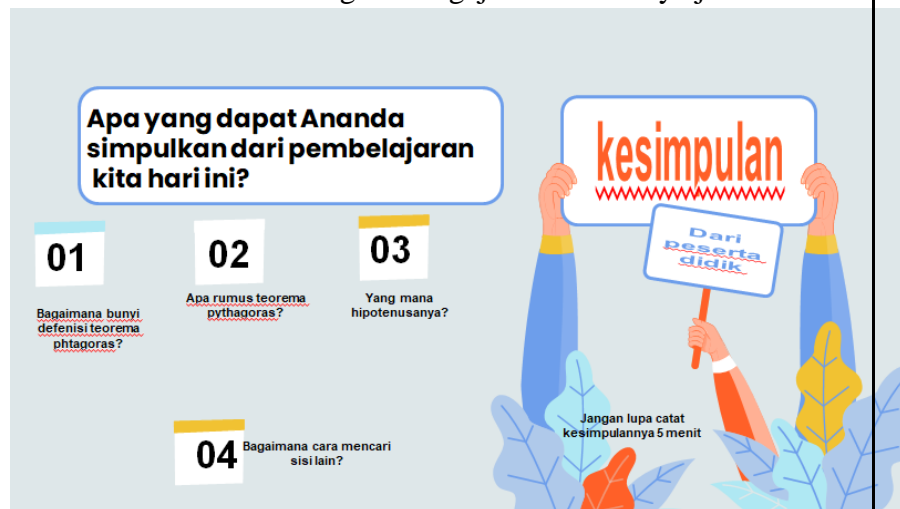 Apa yang dapat Ananda
simpulkan dari pembelajaran
kita hari ini?
kesimpulan
Dari
peserta
didik
01
02
03
Bagaimana bunyi
defenisi teorema
phtagoras?
Apa rumus teorema
pythagoras?
Yang mana
hipotenusanya?
04
Bagaimana cara mencari
sisi lain?
Jangan lupa catat
kesimpulannya 5 menit